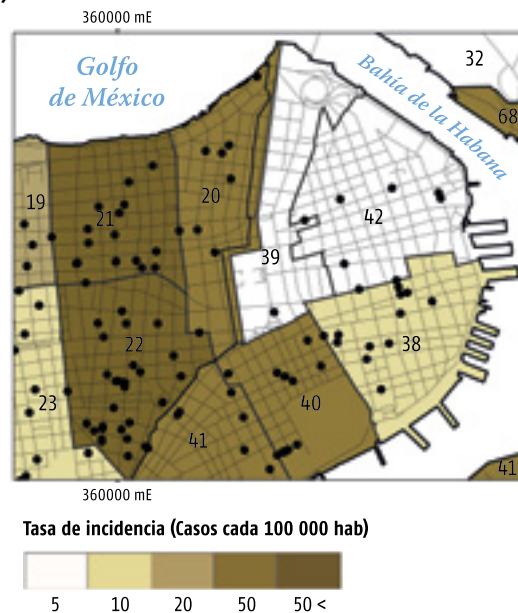 360000 mE
Golfo
de México
Bahía de la Habana
32
68
19
21
20
42
39
22
38
23
40
41
41
360000 mE
Tasa de incidencia (Casos cada 100 000 hab)
5 10 20 50 50 <